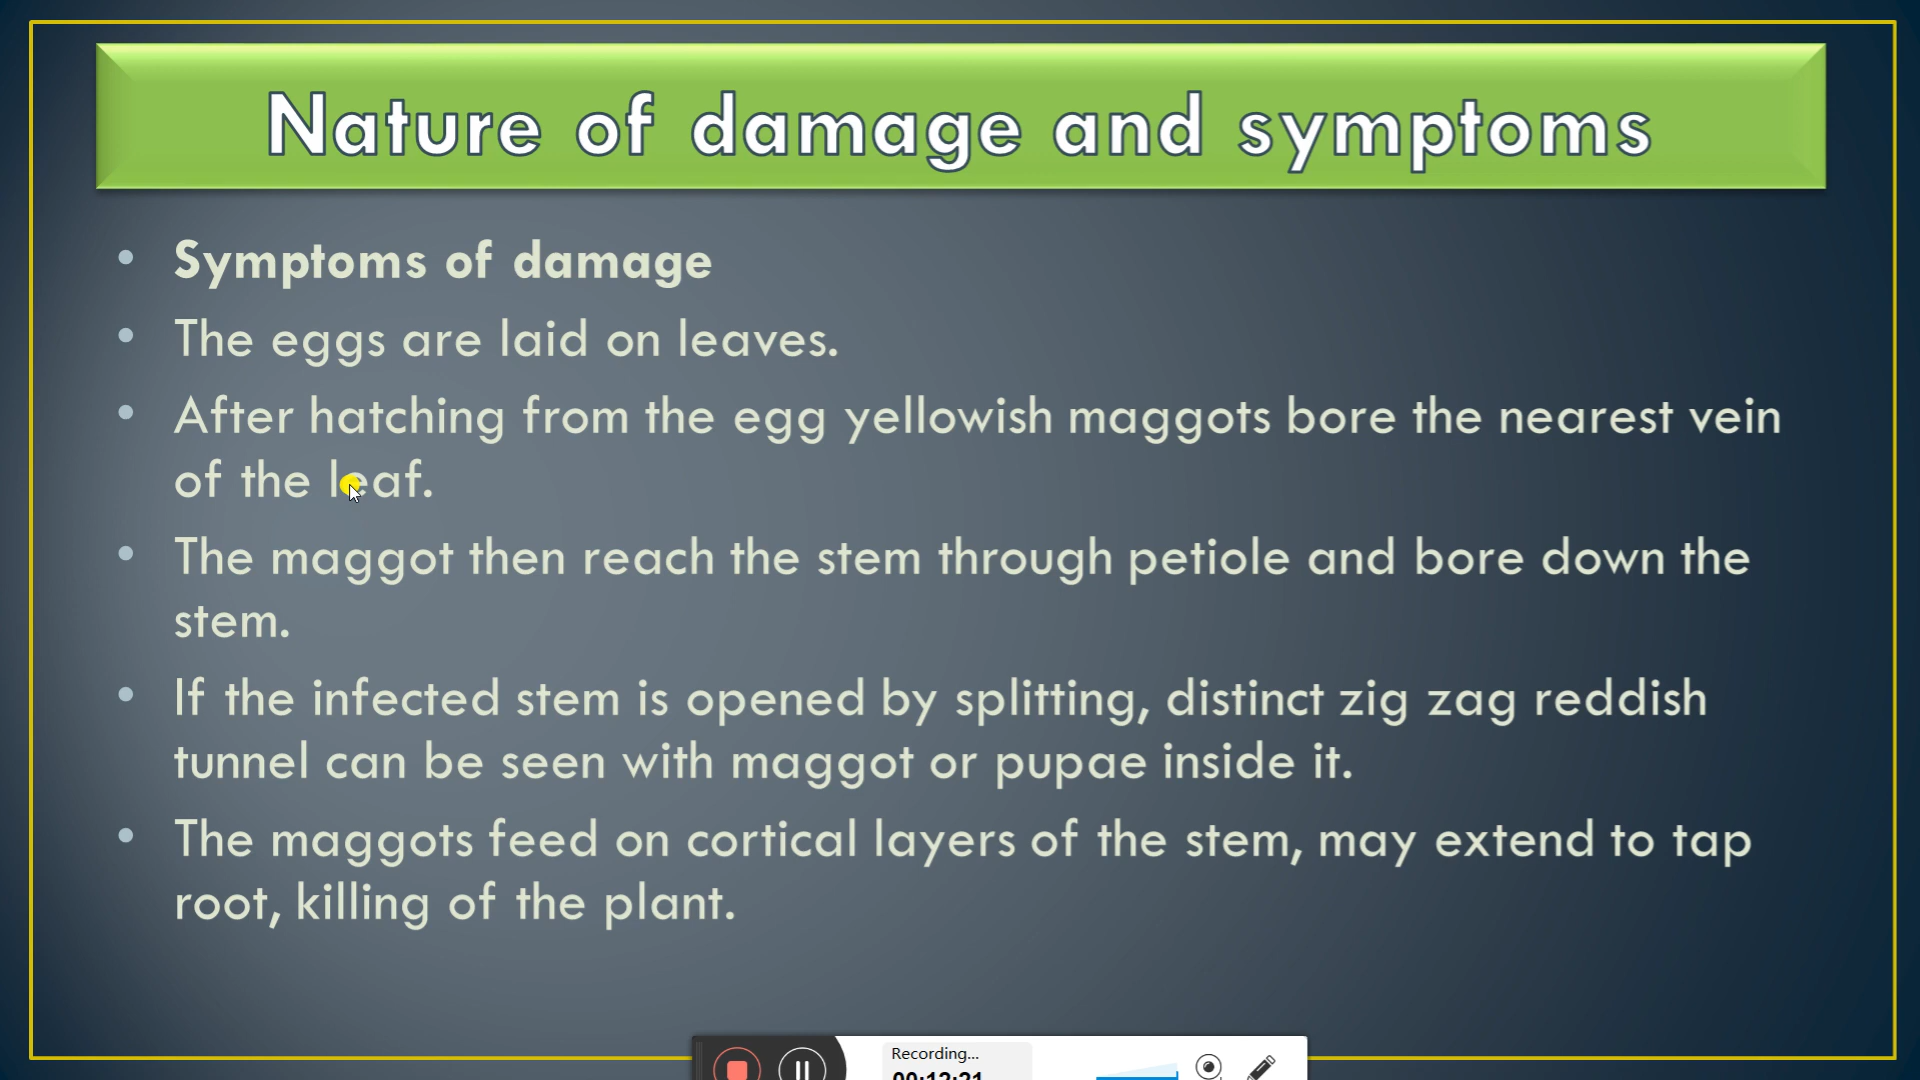 Nature of damage and symptoms
• Symptoms of damage
• The eggs are laid on leaves.
• After hatching from the egg yellowish maggots bore the nearest vein
of the leaf.
• The maggot then reach the stem through petiole and bore down the
stem.
• If the infected stem is opened by splitting, distinct zig zag reddish
tunnel can be seen with maggot or pupae inside it.
• The maggots feed on cortical layers of the stem, may extend to tap
root, killing of the plant.
Recording...
00:12:21